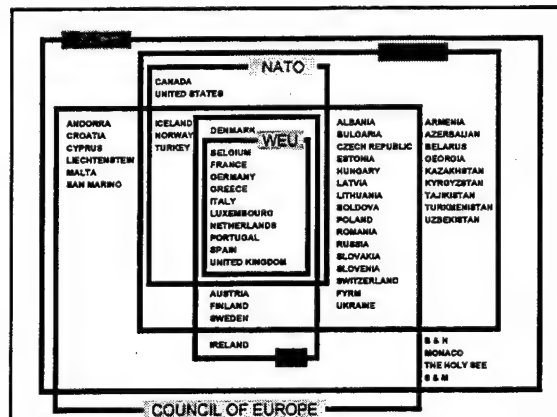 NATO
CANADA
UNITED STATES
ANDORRA
CROATIA
CYPRUS
LIECHTENSTEIN
MALTA
SAN MARINO
ICELAND
NORWAY
TURKEY
DENMARK
WEU
BELGIUM
FRANCE
GERMANY
GREECE
ITALY
LUXEMBOURG
NETHERLANDS
PORTUGAL
SPAIN
UNITED KINGDOM
AUSTRIA
FINLAND
SWEDEN
IRELAND
ALBANIA
BULGARIA
CZECH REPUBLIC
ESTONIA
HUNGARY
LATVIA
LITHUANIA
SOLDOVA
POLAND
ROMANIA
RUSSIA
SLOVAKIA
SLOVENIA
SWITZERLAND
FYRM
UKRAINE
ARMENIA
AZERBAIJAN
BELARUS
GEORGIA
KAZAKHSTAN
KYRGYZSTAN
TAJIKISTAN
TURKMENISTAN
UZBEKISTAN
B & H
MONACO
THE HOLY SEE
S & M
COUNCIL OF EUROPE